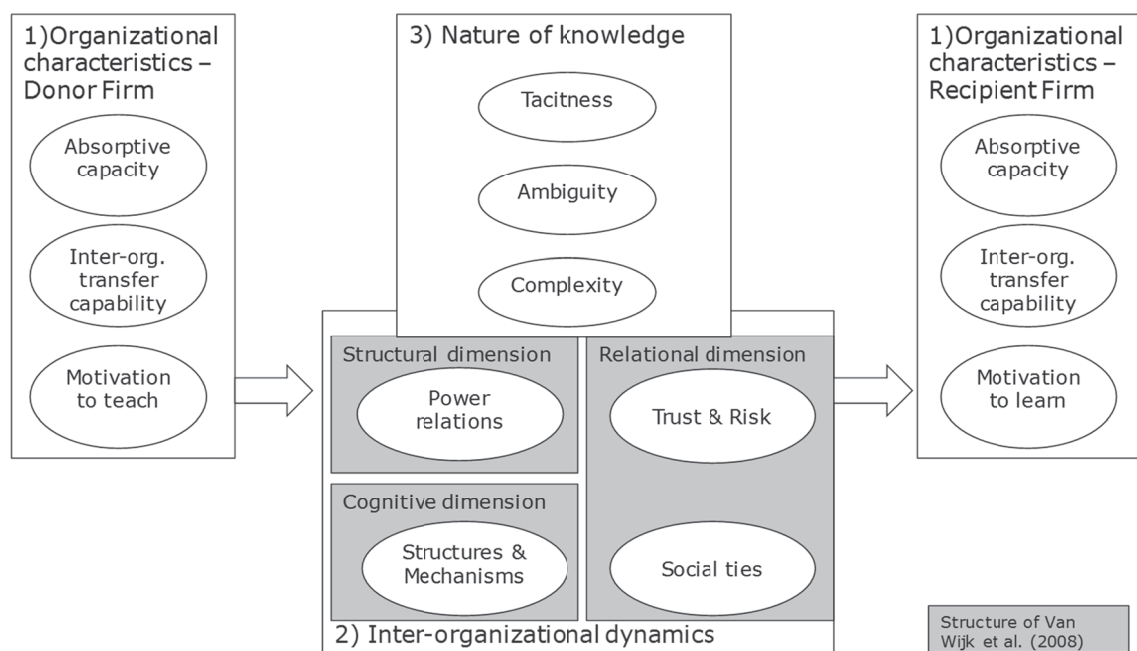 1)Organizational
characteristics –
Donor Firm
Absorptive
capacity
Inter-org.
transfer
capability
Motivation
to teach
3) Nature of knowledge
Tacitness
Ambiguity
Complexity
Structural dimension
Power
relations
Cognitive dimension
Structures &
Mechanisms
Relational dimension
Trust & Risk
Social ties
2) Inter-organizational dynamics
1)Organizational
characteristics –
Recipient Firm
Absorptive
capacity
Inter-org.
transfer
capability
Motivation
to learn
Structure of Van
Wijk et al. (2008)